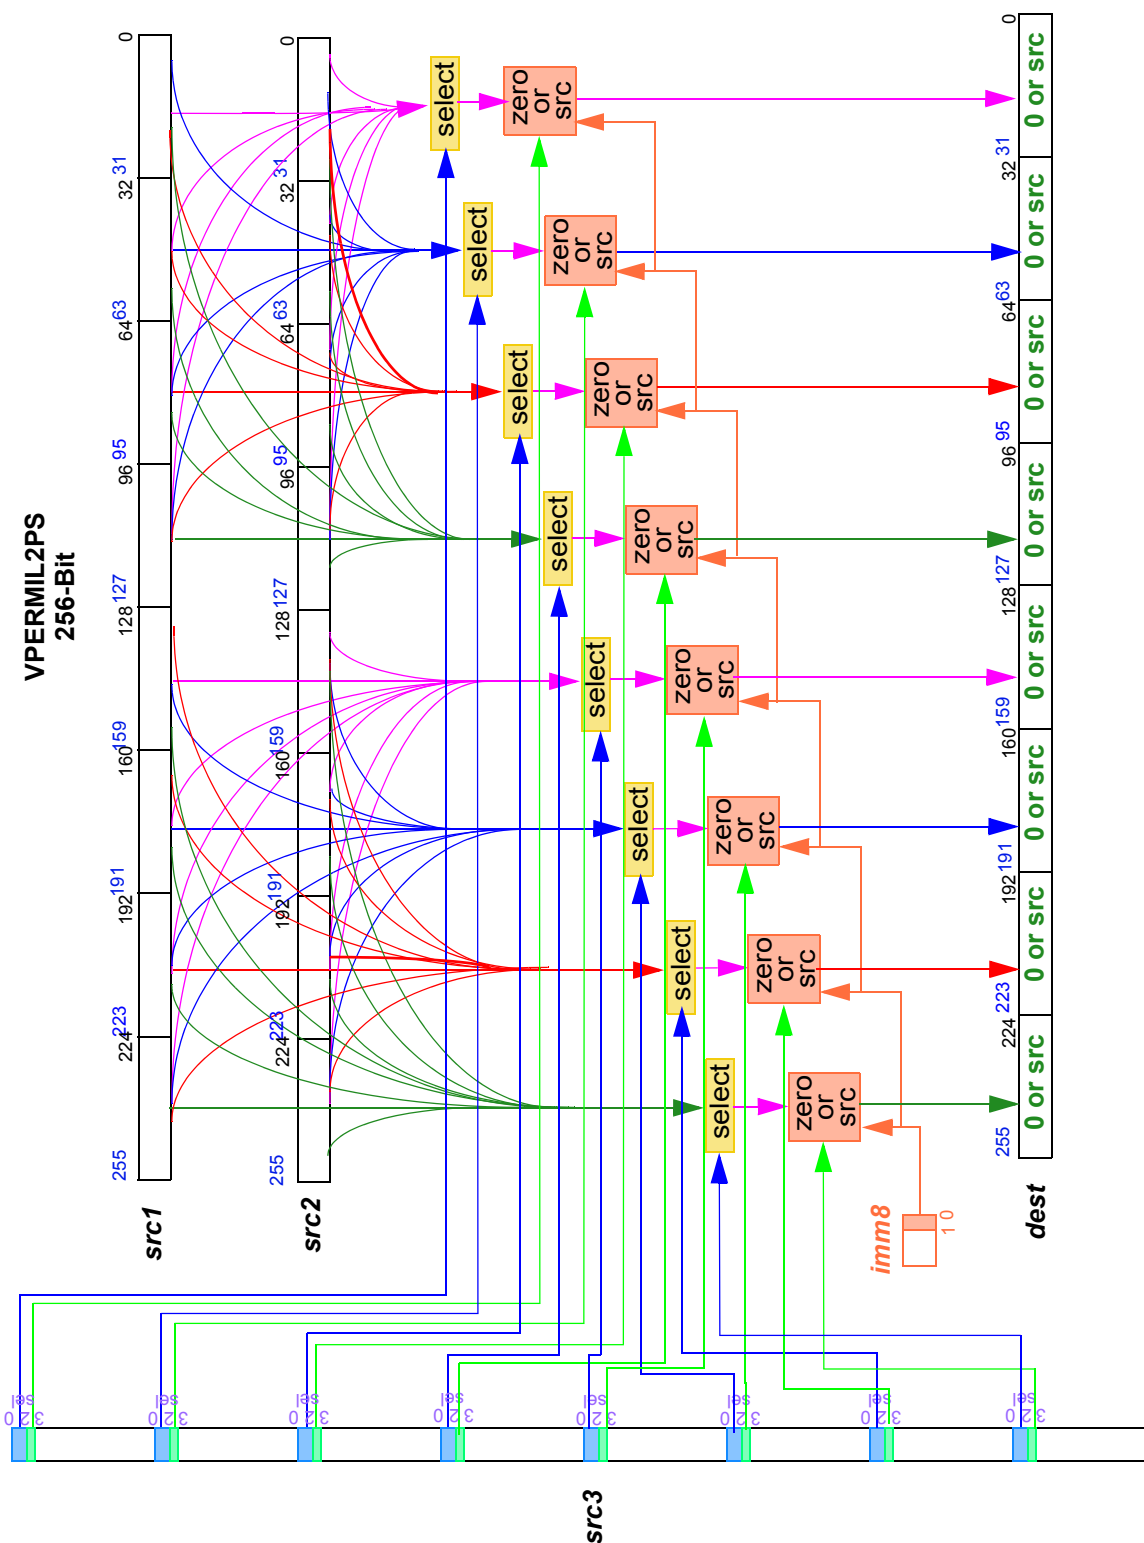 VPERMIL2PS
256-Bit
255 224 223 192 191 160 159 128 127 96 95 64 63 32 31 0
src1
255 224 223 192 191 160 159 128 127 96 95 64 63 32 31 0
src2
select
select
select
select
select
select
select
select
zero
or
src
zero
or
src
zero
or
src
zero
or
src
zero
or
src
zero
or
src
zero
or
src
zero
or
src
imm8
1 0
255 224 223 192 191 160 159 128 127 96 95 64 63 32 31 0
0 or src 0 or src 0 or src 0 or src 0 or src 0 or src 0 or src 0 or src
dest
sel
3 2 0
sel
3 2 0
sel
3 2 0
sel
3 2 0
sel
3 2 0
sel
3 2 0
sel
3 2 0
sel
3 2 0
src3